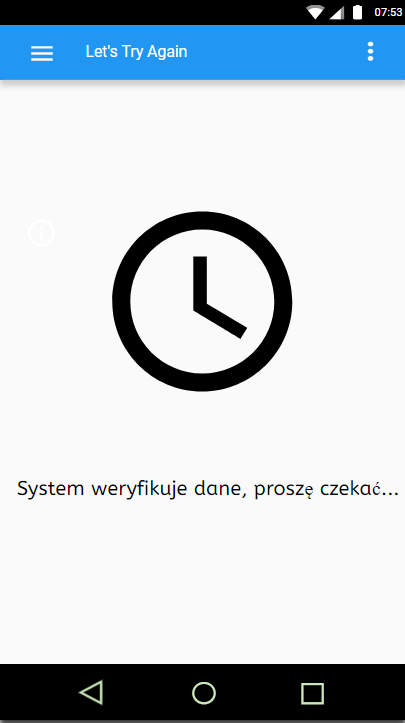 07:53
Let's Try Again
System weryfikuje dane, proszę czekać...